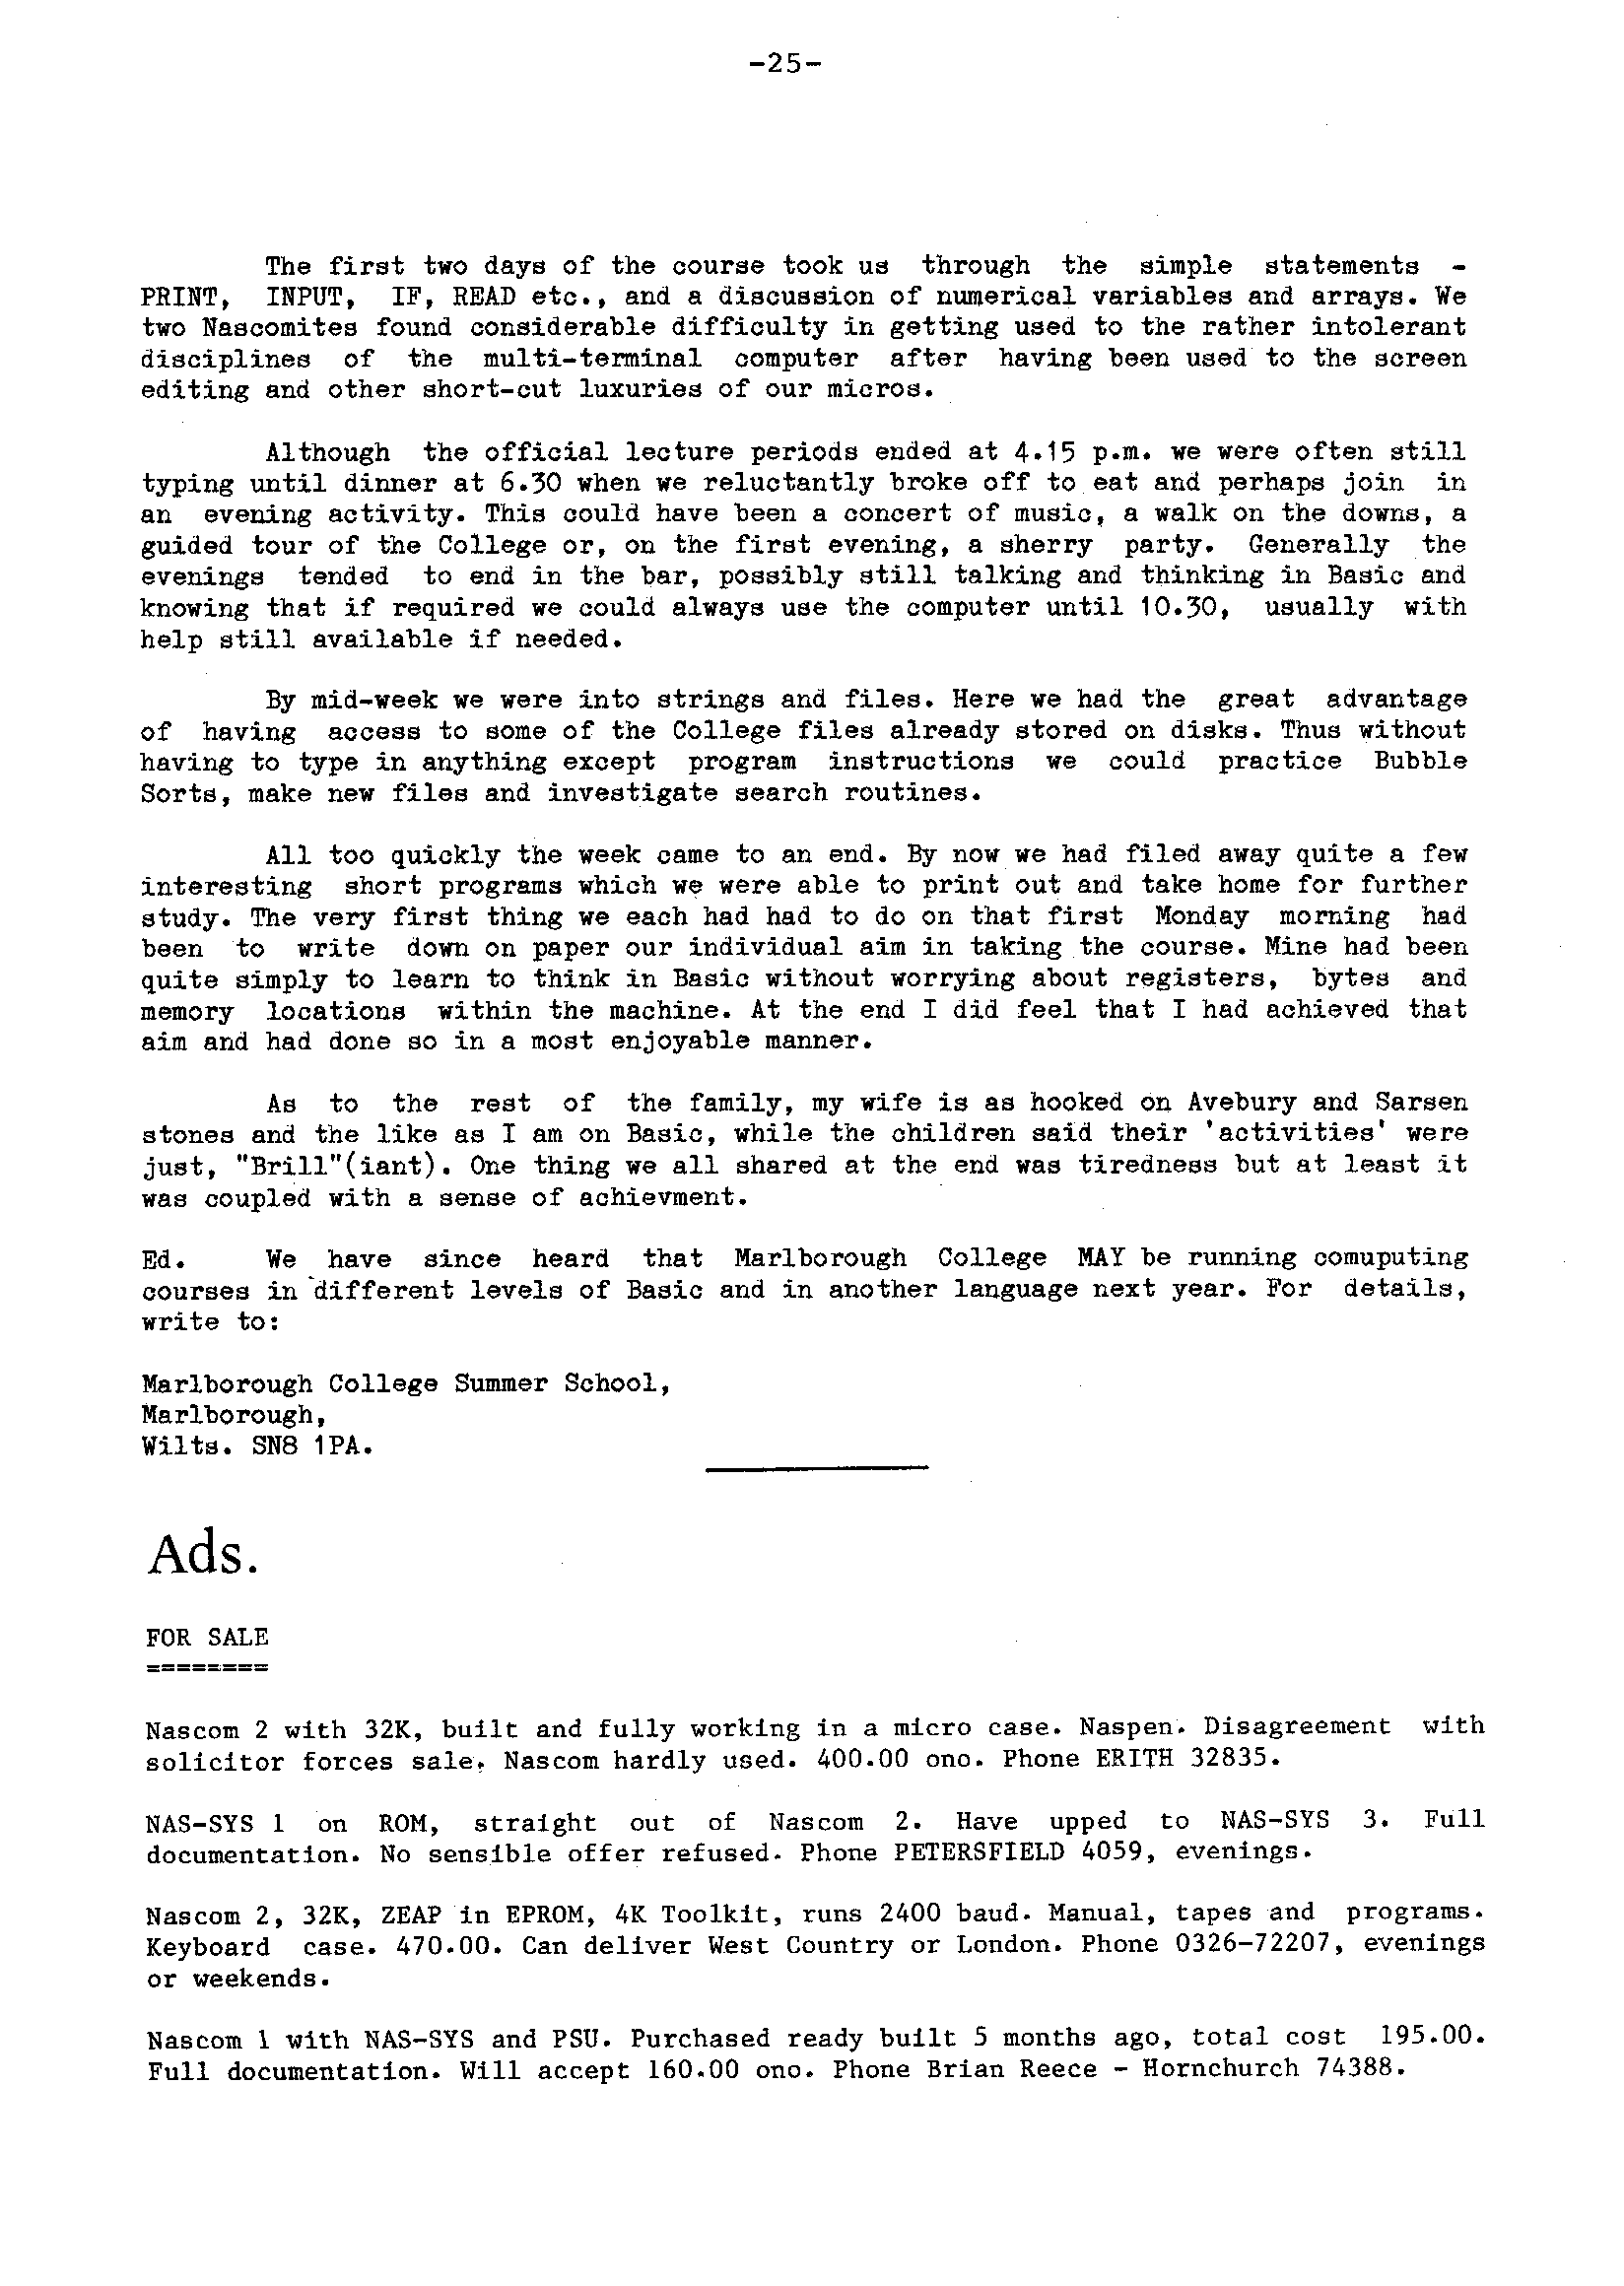 -25-
The first two days of the course took us through the simple statements -
PRINT, INPUT, IF, READ etc., and a discussion of numerical variables and arrays. We
two Nascomites found considerable difficulty in getting used to the rather intolerant
disciplines of the multi-terminal computer after having been used to the screen
editing and other short-cut luxuries of our micros.
Although the official lecture periods ended at 4.15 p.m. we were often still
typing until dinner at 6.30 when we reluctantly broke off to eat and perhaps join in
an evening activity. This could have been a concert of music, a walk on the downs, a
guided tour of the College or, on the first evening, a sherry party. Generally the
evenings tended to end in the bar, possibly still talking and thinking in Basic and
knowing that if required we could always use the computer until 10.30, usually with
help still available if needed.
By mid-week we were into strings and files. Here we had the great advantage
of having access to some of the College files already stored on disks. Thus without
having to type in anything except program instructions we could practice Bubble
Sorts, make new files and investigate search routines.
All too quickly the week came to an end. By now we had filed away quite a few
interesting short programs which we were able to print out and take home for further
study. The very first thing we each had had to do on that first Monday morning had
been to write down on paper our individual aim in taking the course. Mine had been
quite simply to learn to think in Basic without worrying about registers, bytes and
memory locations within the machine. At the end I did feel that I had achieved that
aim and had done so in a most enjoyable manner.
As to the rest of the family, my wife is as hooked on Avebury and Sarsen
stones and the like as I am on Basic, while the children said their 'activities' were
just, "Brill"(iant). One thing we all shared at the end was tiredness but at least it
was coupled with a sense of achievment.
Ed. We have since heard that Marlborough College MAY be running comuputing
courses in different levels of Basic and in another language next year. For details,
write to:
Marlborough College Summer School,
Marlborough,
Wilts. SN8 1PA.
Ads.
FOR SALE
========
Nascom 2 with 32K, built and fully working in a micro case. Naspen. Disagreement with
solicitor forces sale. Nascom hardly used. 400.00 ono. Phone ERITH 32835.
NAS-SYS 1 on ROM, straight out of Nascom 2. Have upped to NAS-SYS 3. Full
documentation. No sensible offer refused. Phone PETERSFIELD 4059, evenings.
Nascom 2, 32K, ZEAP in EPROM, 4K Toolkit, runs 2400 baud. Manual, tapes and programs.
Keyboard case. 470.00. Can deliver West Country or London. Phone 0326-72207, evenings
or weekends.
Nascom 1 with NAS-SYS and PSU. Purchased ready built 5 months ago, total cost 195.00.
Full documentation. Will accept 160.00 ono. Phone Brian Reece - Hornchurch 74388.